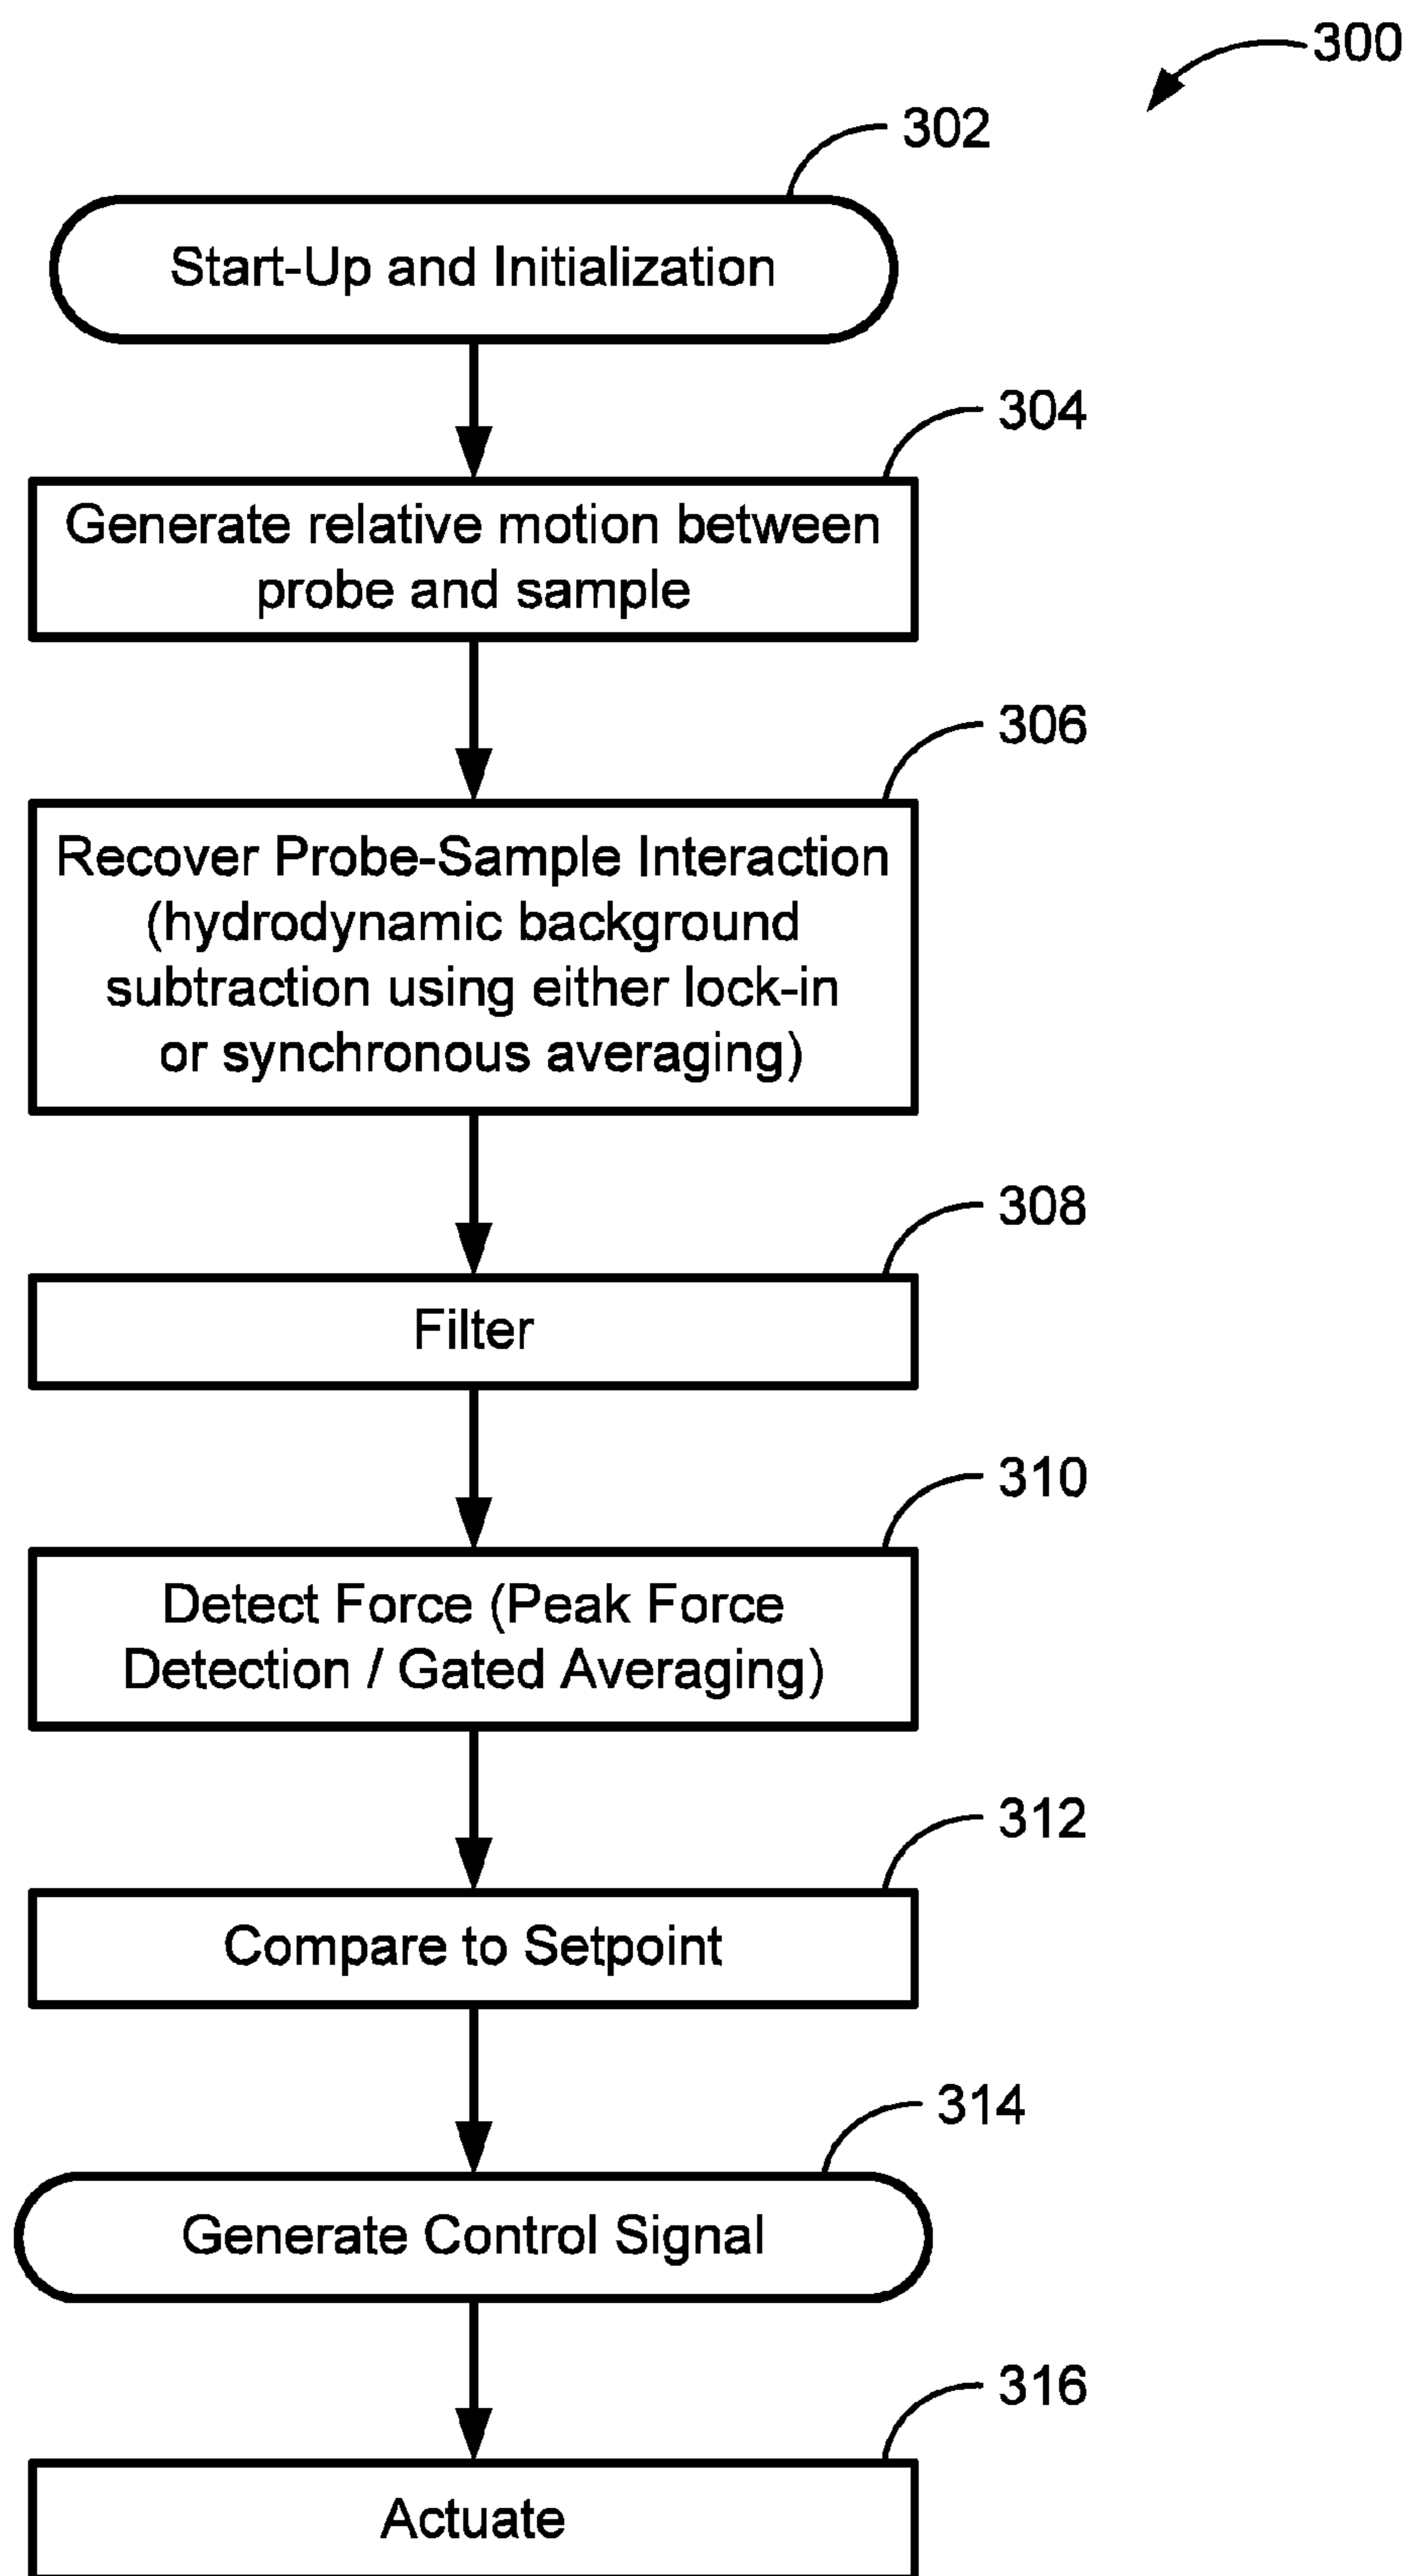 300
302
Start-Up and Initialization
304
Generate relative motion between
probe and sample
306
Recover Probe-Sample Interaction
(hydrodynamic background
subtraction using either lock-in
or synchronous averaging)
308
Filter
310
Detect Force (Peak Force
Detection / Gated Averaging)
312
Compare to Setpoint
314
Generate Control Signal
316
Actuate